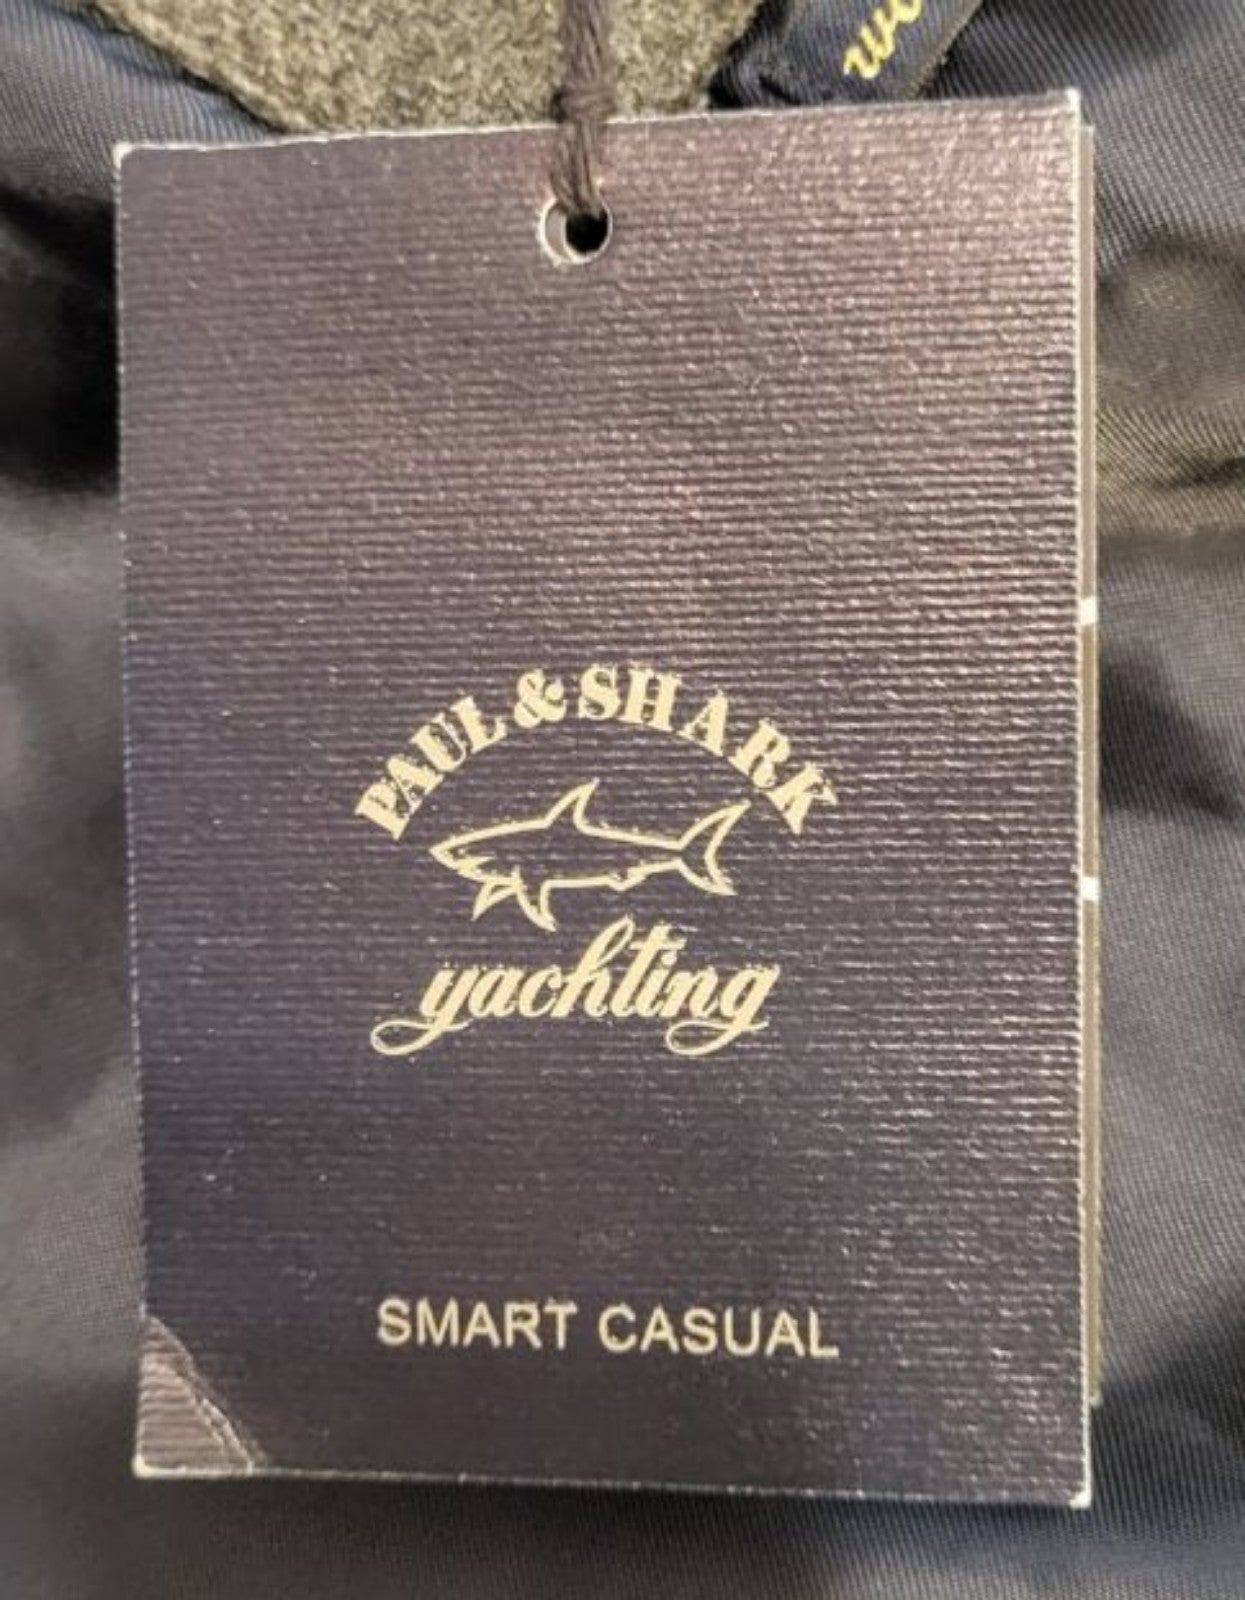 PAUL & SHARK
yachting
SMART CASUAL